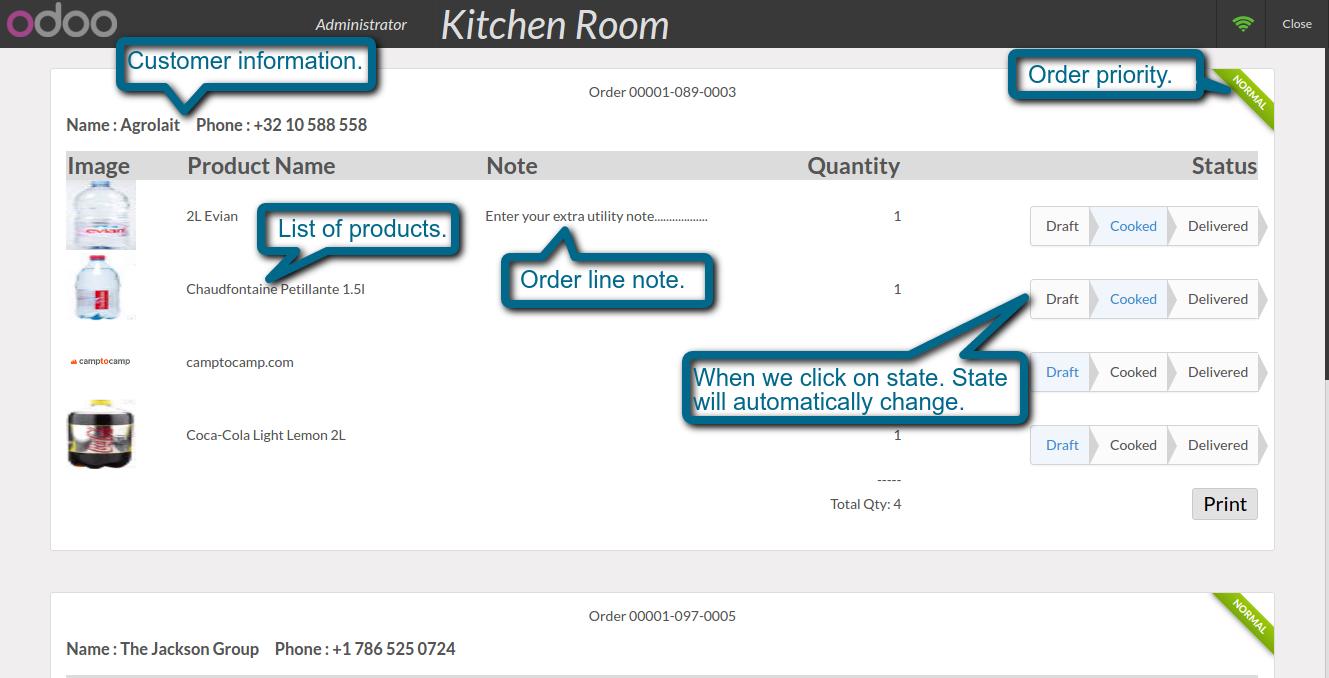 odoo Administrator Kitchen Room Close
Customer information.
Order priority.
Order 00001-089-0003
NORMAL
Name : Agrolait Phone : +32 10 588 558
Image Product Name Note Quantity Status
2L Evian Enter your extra utility note.................. 1 Draft Cooked Delivered
evian
List of products.
Order line note.
Chaudfontaine Petillante 1.5l 1 Draft Cooked Delivered
camptocamp camptocamp.com Draft Cooked Delivered
When we click on state. State
will automatically change.
Coca-Cola Light Lemon 2L 1 Draft Cooked Delivered
-----
Total Qty: 4 Print
Order 00001-097-0005
NORMAL
Name : The Jackson Group Phone : +1 786 525 0724